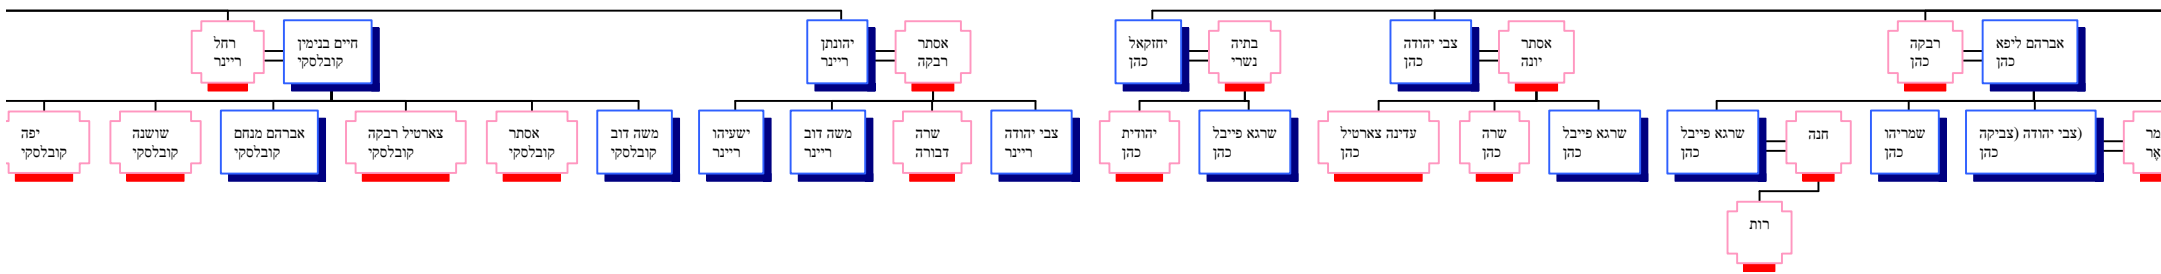 אברהם ליפא
כהן
רבקה
כהן
אסתר
יונה
צבי יהודה
כהן
בתיה
נשרי
יחזקאל
כהן
אסתר
רבקה
יהונתן
ריינר
חיים בנימין
קובלסקי
רחל
ריינר
צבי יהודה (צביקה)
כהן
שמריהו
כהן
חנה
שרגא פייבל
כהן
שרגא פייבל
כהן
שרה
כהן
עדינה צארטיל
כהן
שרגא פייבל
כהן
יהודית
כהן
צבי יהודה
ריינר
שרה
דבורה
משה דוב
ריינר
ישעיהו
ריינר
משה דוב
קובלסקי
אסתר
קובלסקי
צארטיל רבקה
קובלסקי
אברהם מנחם
קובלסקי
שושנה
קובלסקי
יפה
קובלסקי
רות